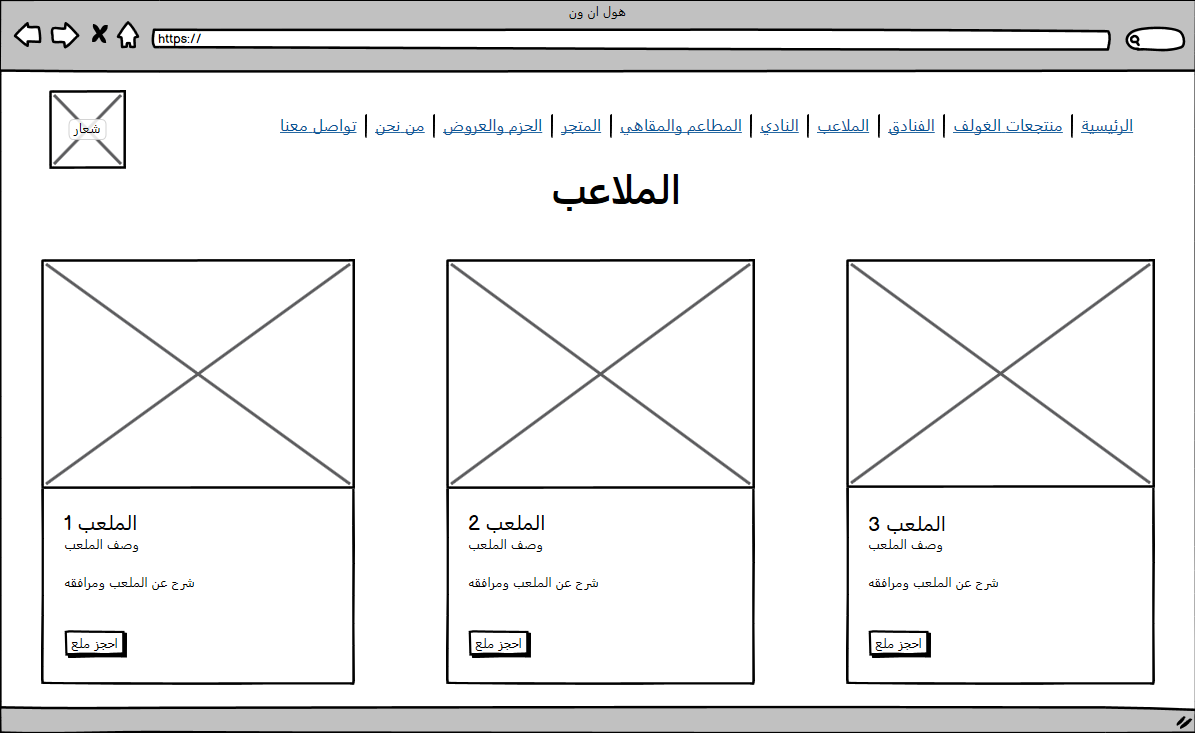 هول ان ون
https://
شعار
الرئيسية | منتجعات الغولف | الفنادق | الملاعب | النادي | المطاعم والمقاهي | المتجر | الحزم والعروض | من نحن | تواصل معنا
الملاعب
الملعب 1
وصف الملعب
شرح عن الملعب ومرافقه
احجز ملع
الملعب 2
وصف الملعب
شرح عن الملعب ومرافقه
احجز ملع
الملعب 3
وصف الملعب
شرح عن الملعب ومرافقه
احجز ملع